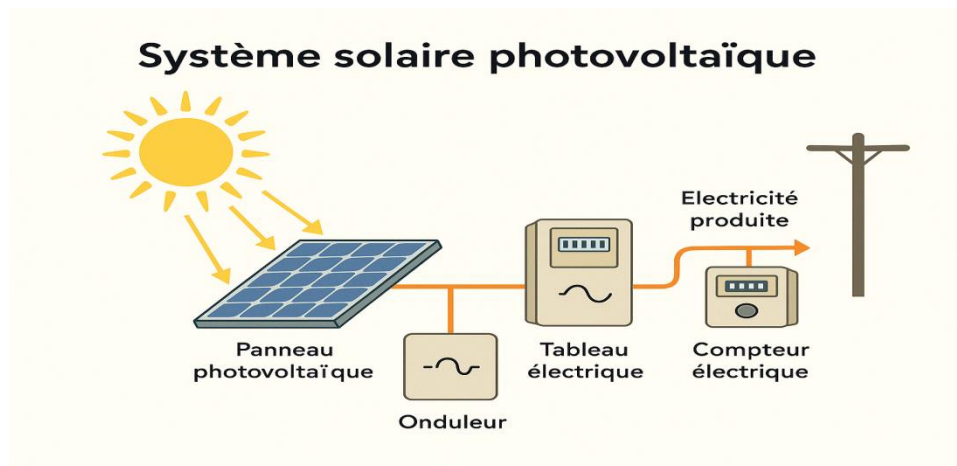 Système solaire photovoltaïque
Electricité
produite
Panneau
photovoltaïque
Onduleur
Tableau
électrique
Compteur
électrique